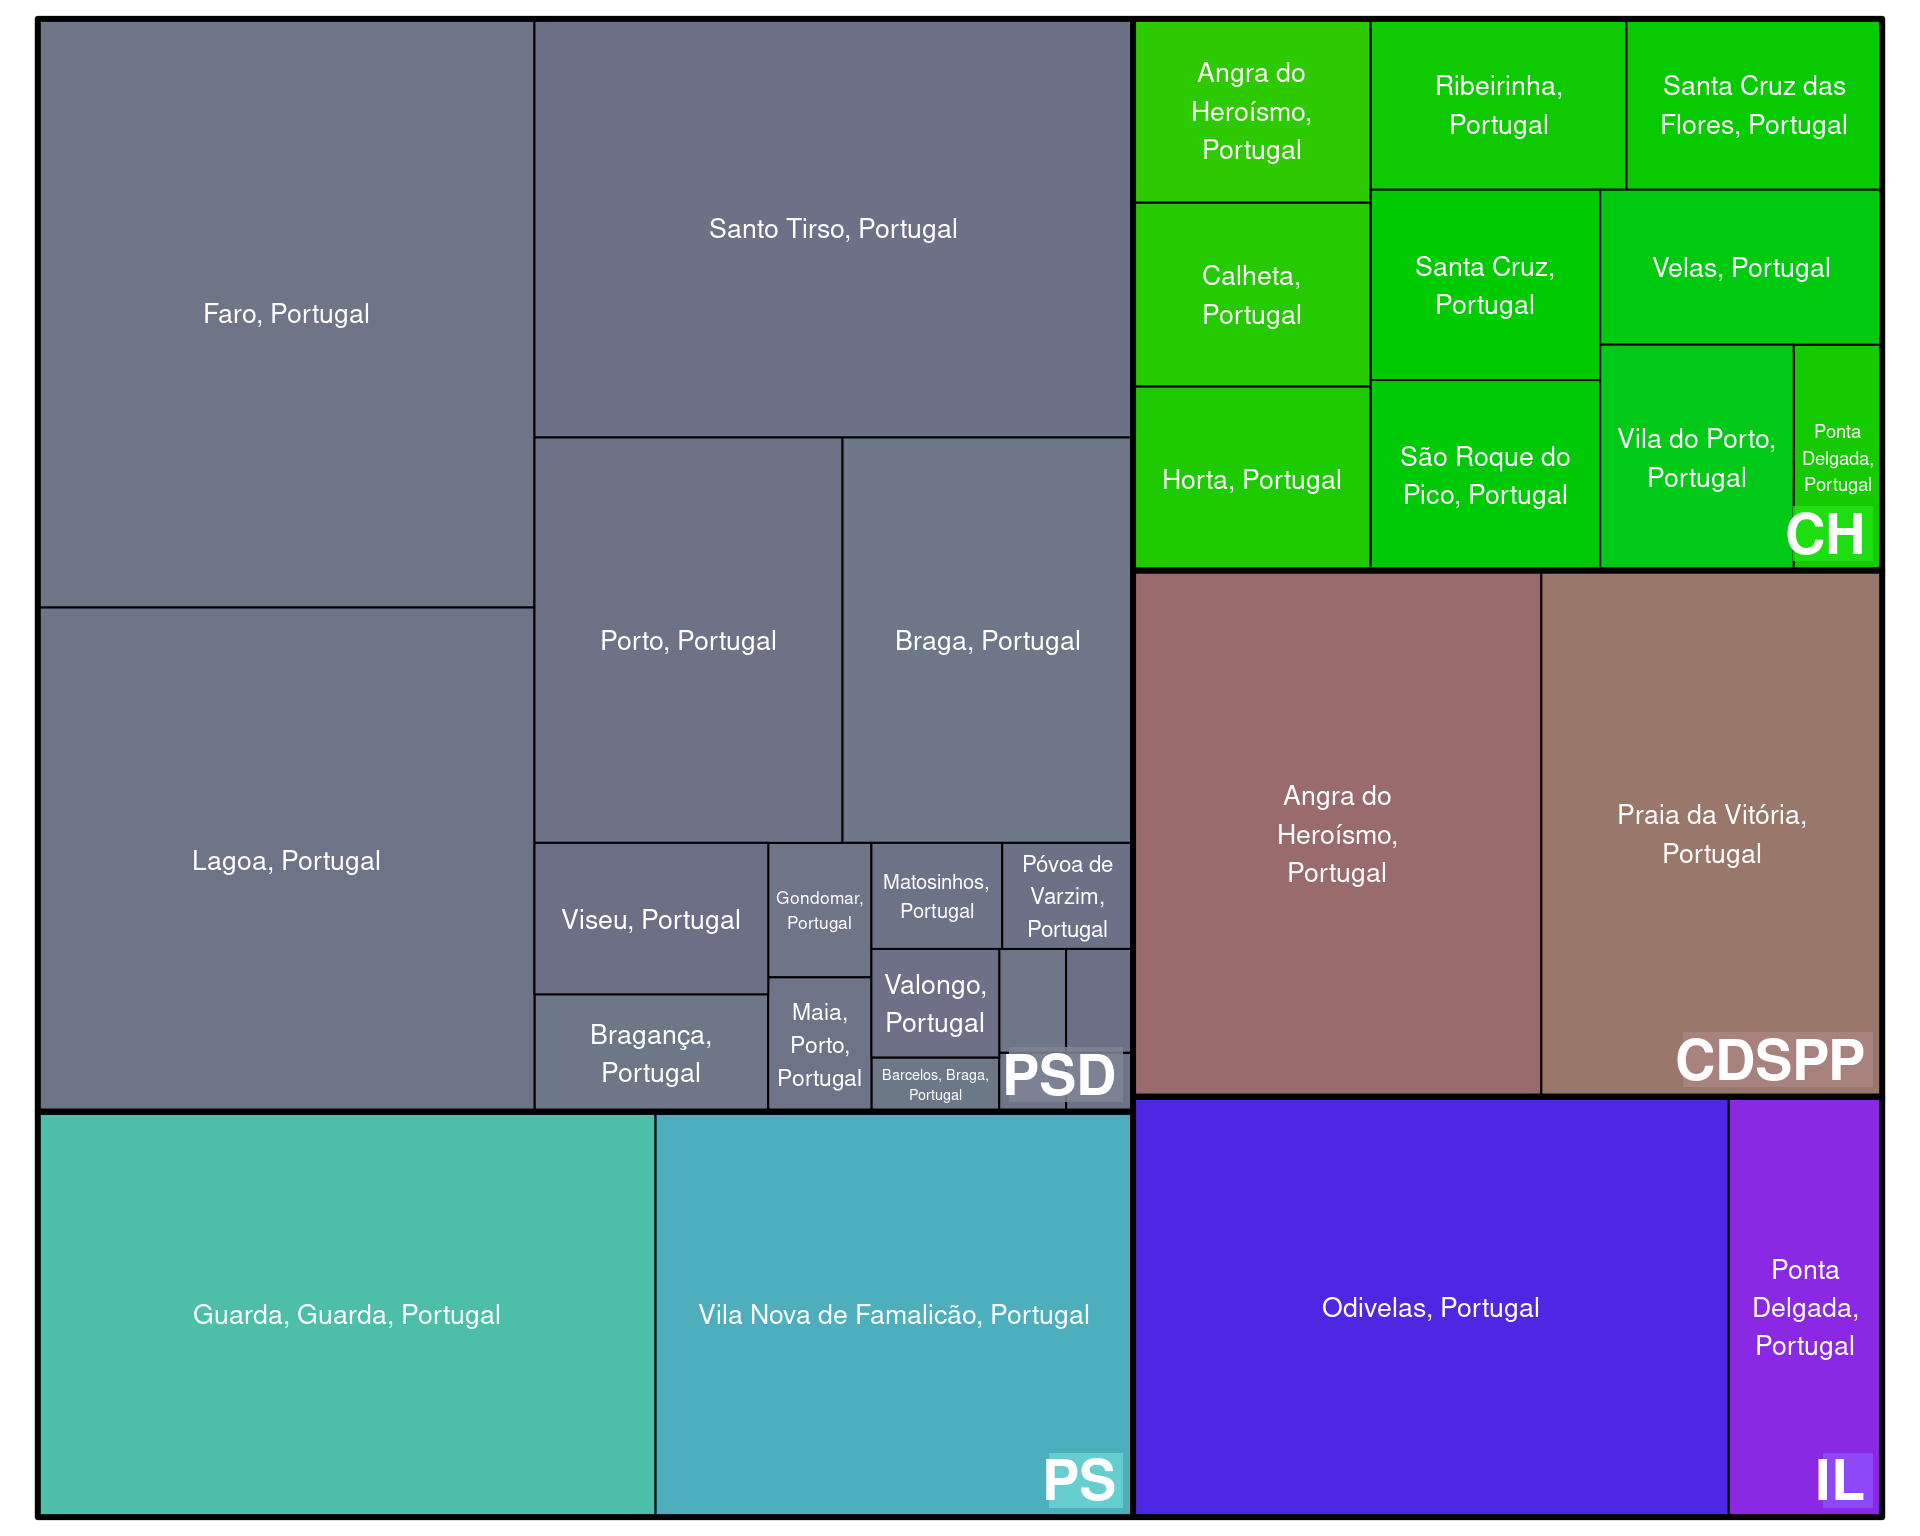 Faro, Portugal
Santo Tirso, Portugal
Lagoa, Portugal
Porto, Portugal
Braga, Portugal
Viseu, Portugal
Bragança,
Portugal
Gondomar,
Portugal
Maia,
Porto,
Portugal
Matosinhos,
Portugal
Póvoa de
Varzim,
Portugal
Valongo,
Portugal
Barcelos, Braga,
Portugal
PSD
Guarda, Guarda, Portugal
Vila Nova de Famalicão, Portugal
PS
Angra do
Heroísmo,
Portugal
Calheta,
Portugal
Horta, Portugal
Ribeirinha,
Portugal
Santa Cruz das
Flores, Portugal
Santa Cruz,
Portugal
São Roque do
Pico, Portugal
Velas, Portugal
Vila do Porto,
Portugal
Ponta
Delgada,
Portugal
CH
Angra do
Heroísmo,
Portugal
Praia da Vitória,
Portugal
CDSPP
Odivelas, Portugal
Ponta
Delgada,
Portugal
IL